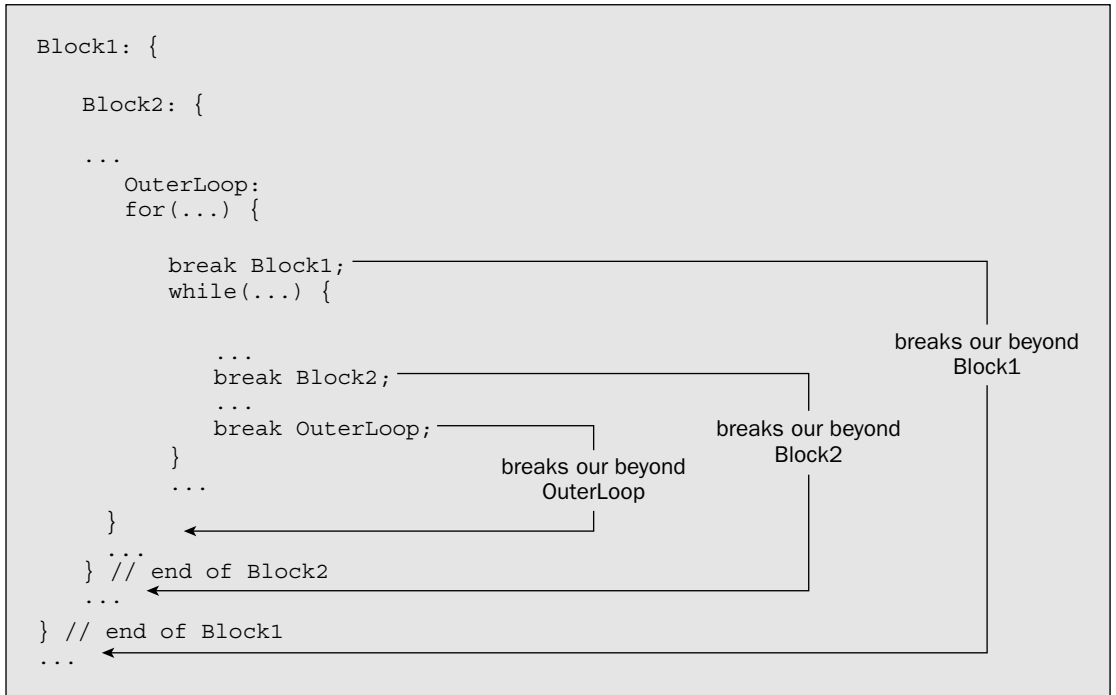 Block1: {
Block2: {
...
OuterLoop:
for(...) {
break Block1;
while(...) {
breaks our beyond
Block1
...
break Block2;
...
break OuterLoop;
breaks our beyond
Block2
}
breaks our beyond
OuterLoop
...
}
...
} // end of Block2
...
} // end of Block1
...